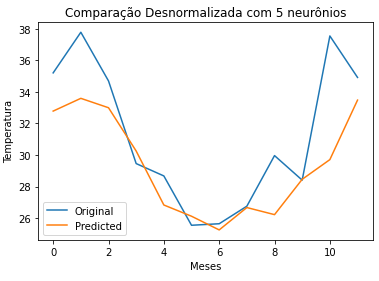 Comparação Desnormalizada com 5 neurônios
Temperatura
38
36
34
32
30
28
26
Original
Predicted
0 2 4 6 8 10
Meses